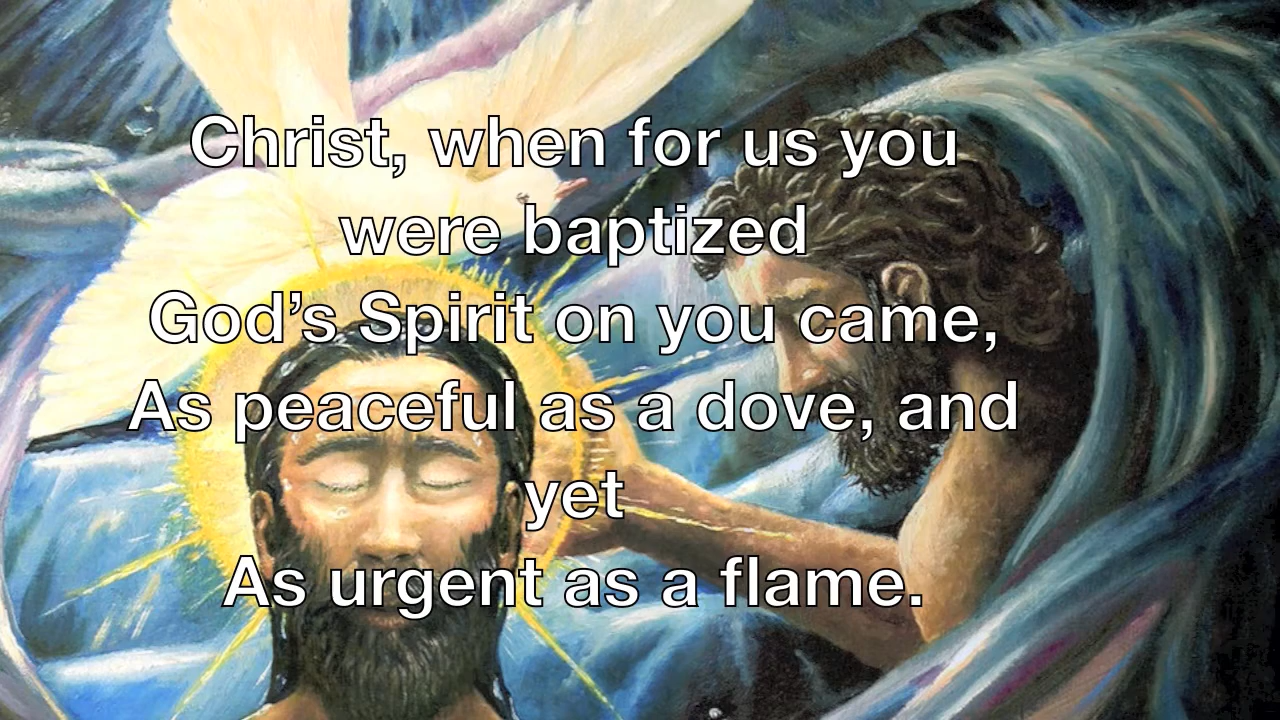 Christ, when for us you
were baptized
God’s Spirit on you came,
As peaceful as a dove, and
yet
As urgent as a flame.